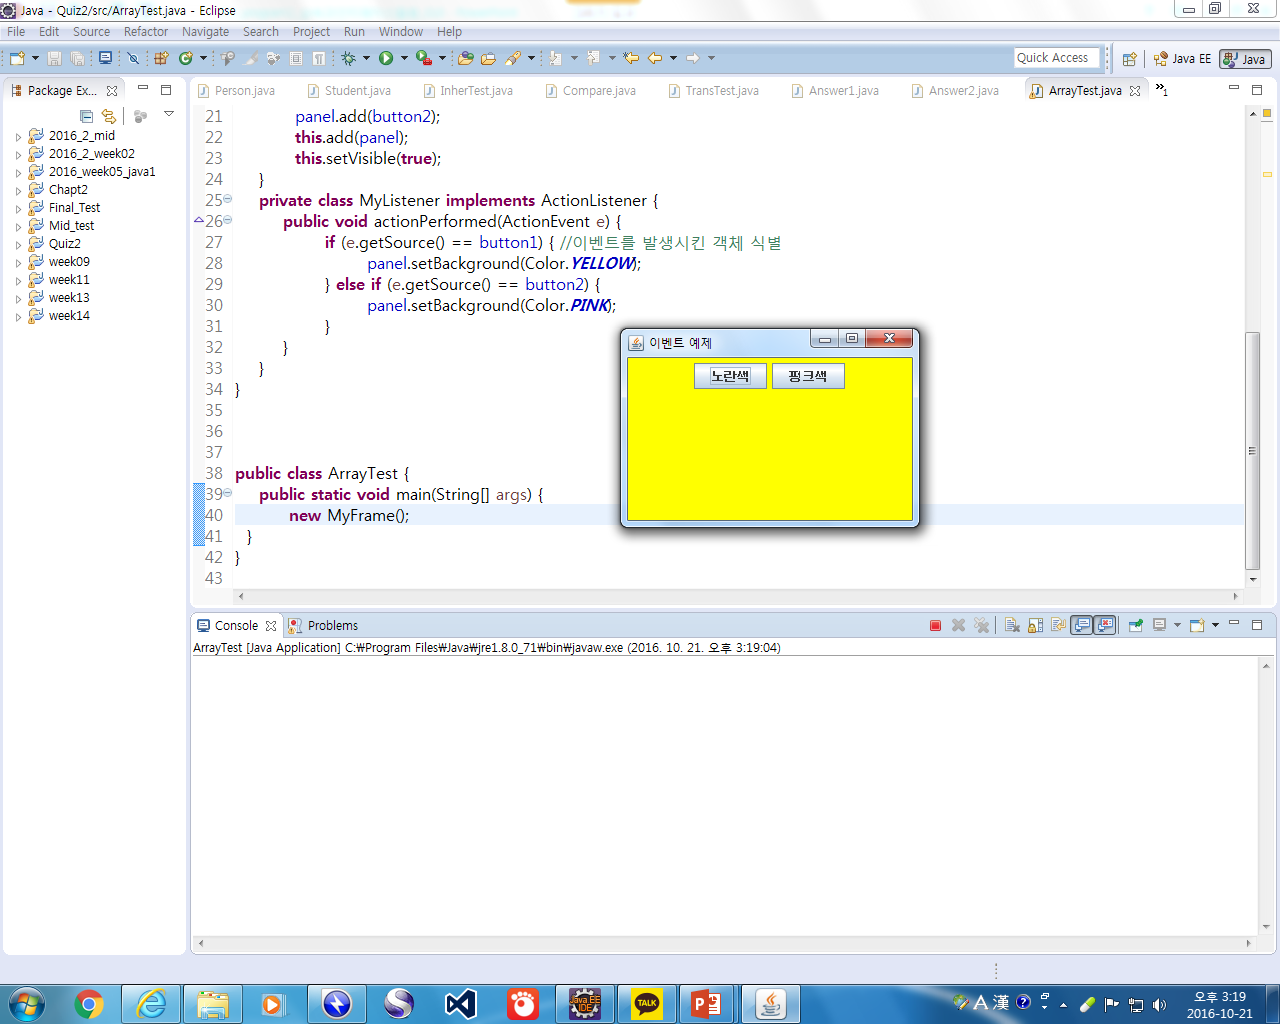 Java - Quiz2/src/ArrayTest.java - Eclipse
File Edit Source Refactor Navigate Search Project Run Window Help
Quick Access Java EE Java
Package Ex...
Person.java Student.java InherTest.java Compare.java TransTest.java Answer1.java Answer2.java ArrayTest.java »1
2016_2_mid
2016_2_week02
2016_week05_java1
Chapt2
Final_Test
Mid_test
Quiz2
week09
week11
week13
week14
21 panel.add(button2);
22 this.add(panel);
23 this.setVisible(true);
24 }
25 private class MyListener implements ActionListener {
26 public void actionPerformed(ActionEvent e) {
27 if (e.getSource() == button1) { //이벤트를 발생시킨 객체 식별
28 panel.setBackground(Color.YELLOW);
29 } else if (e.getSource() == button2) {
30 panel.setBackground(Color.PINK);
31 }
32 }
33 }
34 }
35
36
37
38 public class ArrayTest {
39 public static void main(String[] args) {
40 new MyFrame();
41 }
42 }
43
이벤트 예제
노란색 핑크색
Console Problems
ArrayTest [Java Application] C:₩Program Files₩Java₩jre1.8.0_71₩bin₩javaw.exe (2016. 10. 21. 오후 3:19:04)
Java EE
IDE
TALK
A 漢
오후 3:19
2016-10-21